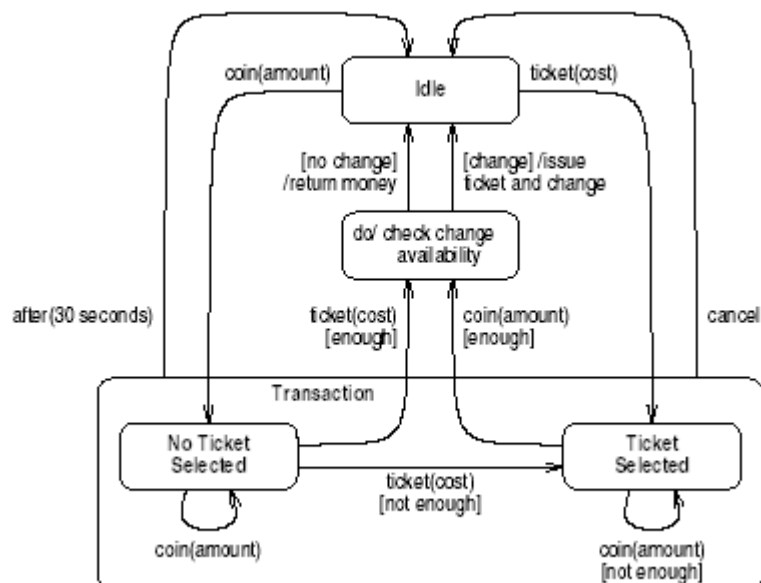 coin(amount)
Idle
ticket(cost)
[no change]
/return money
[change] /issue
ticket and change
do/ check change
availability
after(30 seconds)
ticket(cost)
[enough]
coin(amount)
[enough]
cancel
Transaction
No Ticket
Selected
Ticket
Selected
ticket(cost)
[not enough]
coin(amount)
coin(amount)
[not enough]